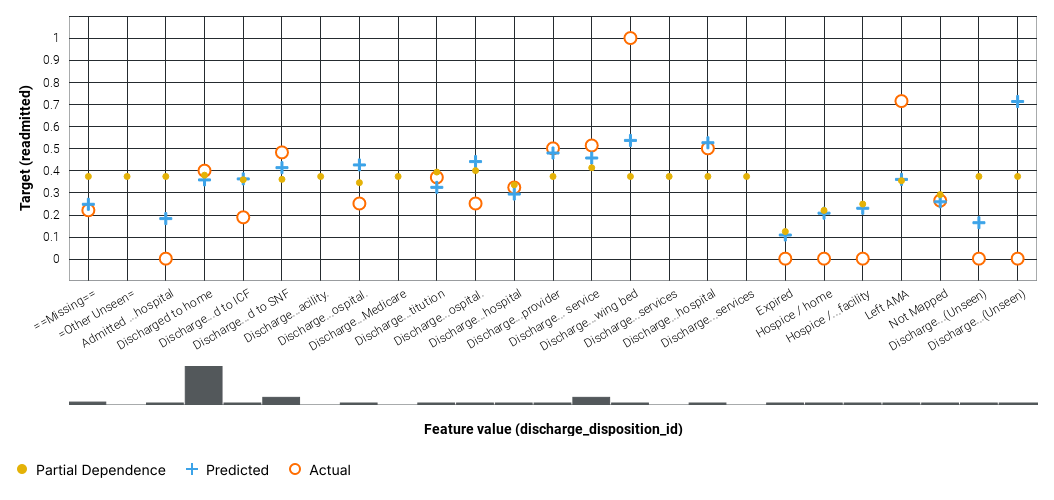 Target (readmitted)
1
0.9
0.8
0.7
0.6
0.5
0.4
0.3
0.2
0.1
0
==Missing==
=Other Unseen=
Admitted ...hospital
Discharged to home
Discharge...d to ICF
Discharge...d to SNF
Discharge...acility.
Discharge...ospital.
Discharge...Medicare
Discharge...titution
Discharge...ospital.
Discharge...hospital
Discharge...provider
Discharge... service
Discharge...wing bed
Discharge...services
Discharge...hospital
Discharge...services
Expired
Hospice / home
Hospice /...facility
Left AMA
Not Mapped
Discharge...(Unseen)
Discharge...(Unseen)
Feature value (discharge_disposition_id)
Partial Dependence
Predicted
Actual